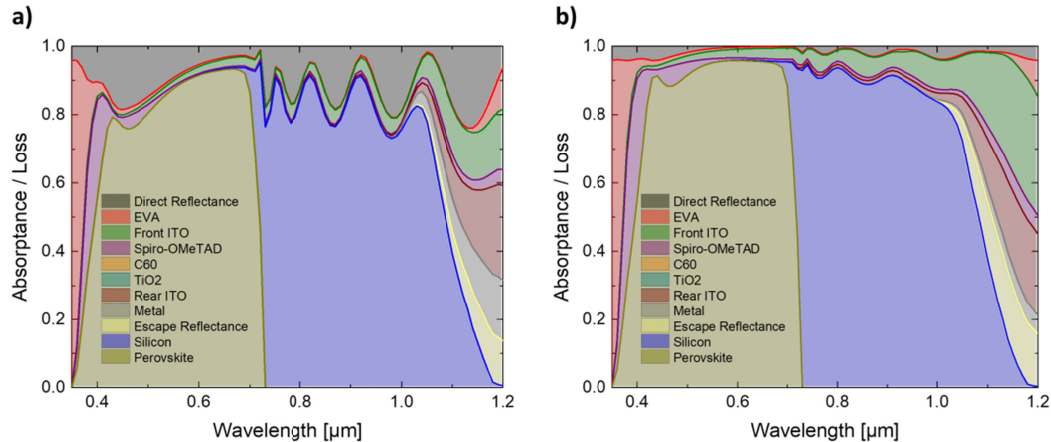 a)
Absorptance / Loss
1.0
0.8
0.6
0.4
0.2
0.0
Direct Reflectance
EVA
Front ITO
Spiro-OMeTAD
C60
TiO2
Rear ITO
Metal
Escape Reflectance
Silicon
Perovskite
0.4 0.6 0.8 1.0 1.2
Wavelength [µm]
b)
Absorptance / Loss
1.0
0.8
0.6
0.4
0.2
0.0
Direct Reflectance
EVA
Front ITO
Spiro-OMeTAD
C60
TiO2
Rear ITO
Metal
Escape Reflectance
Silicon
Perovskite
0.4 0.6 0.8 1.0 1.2
Wavelength [µm]